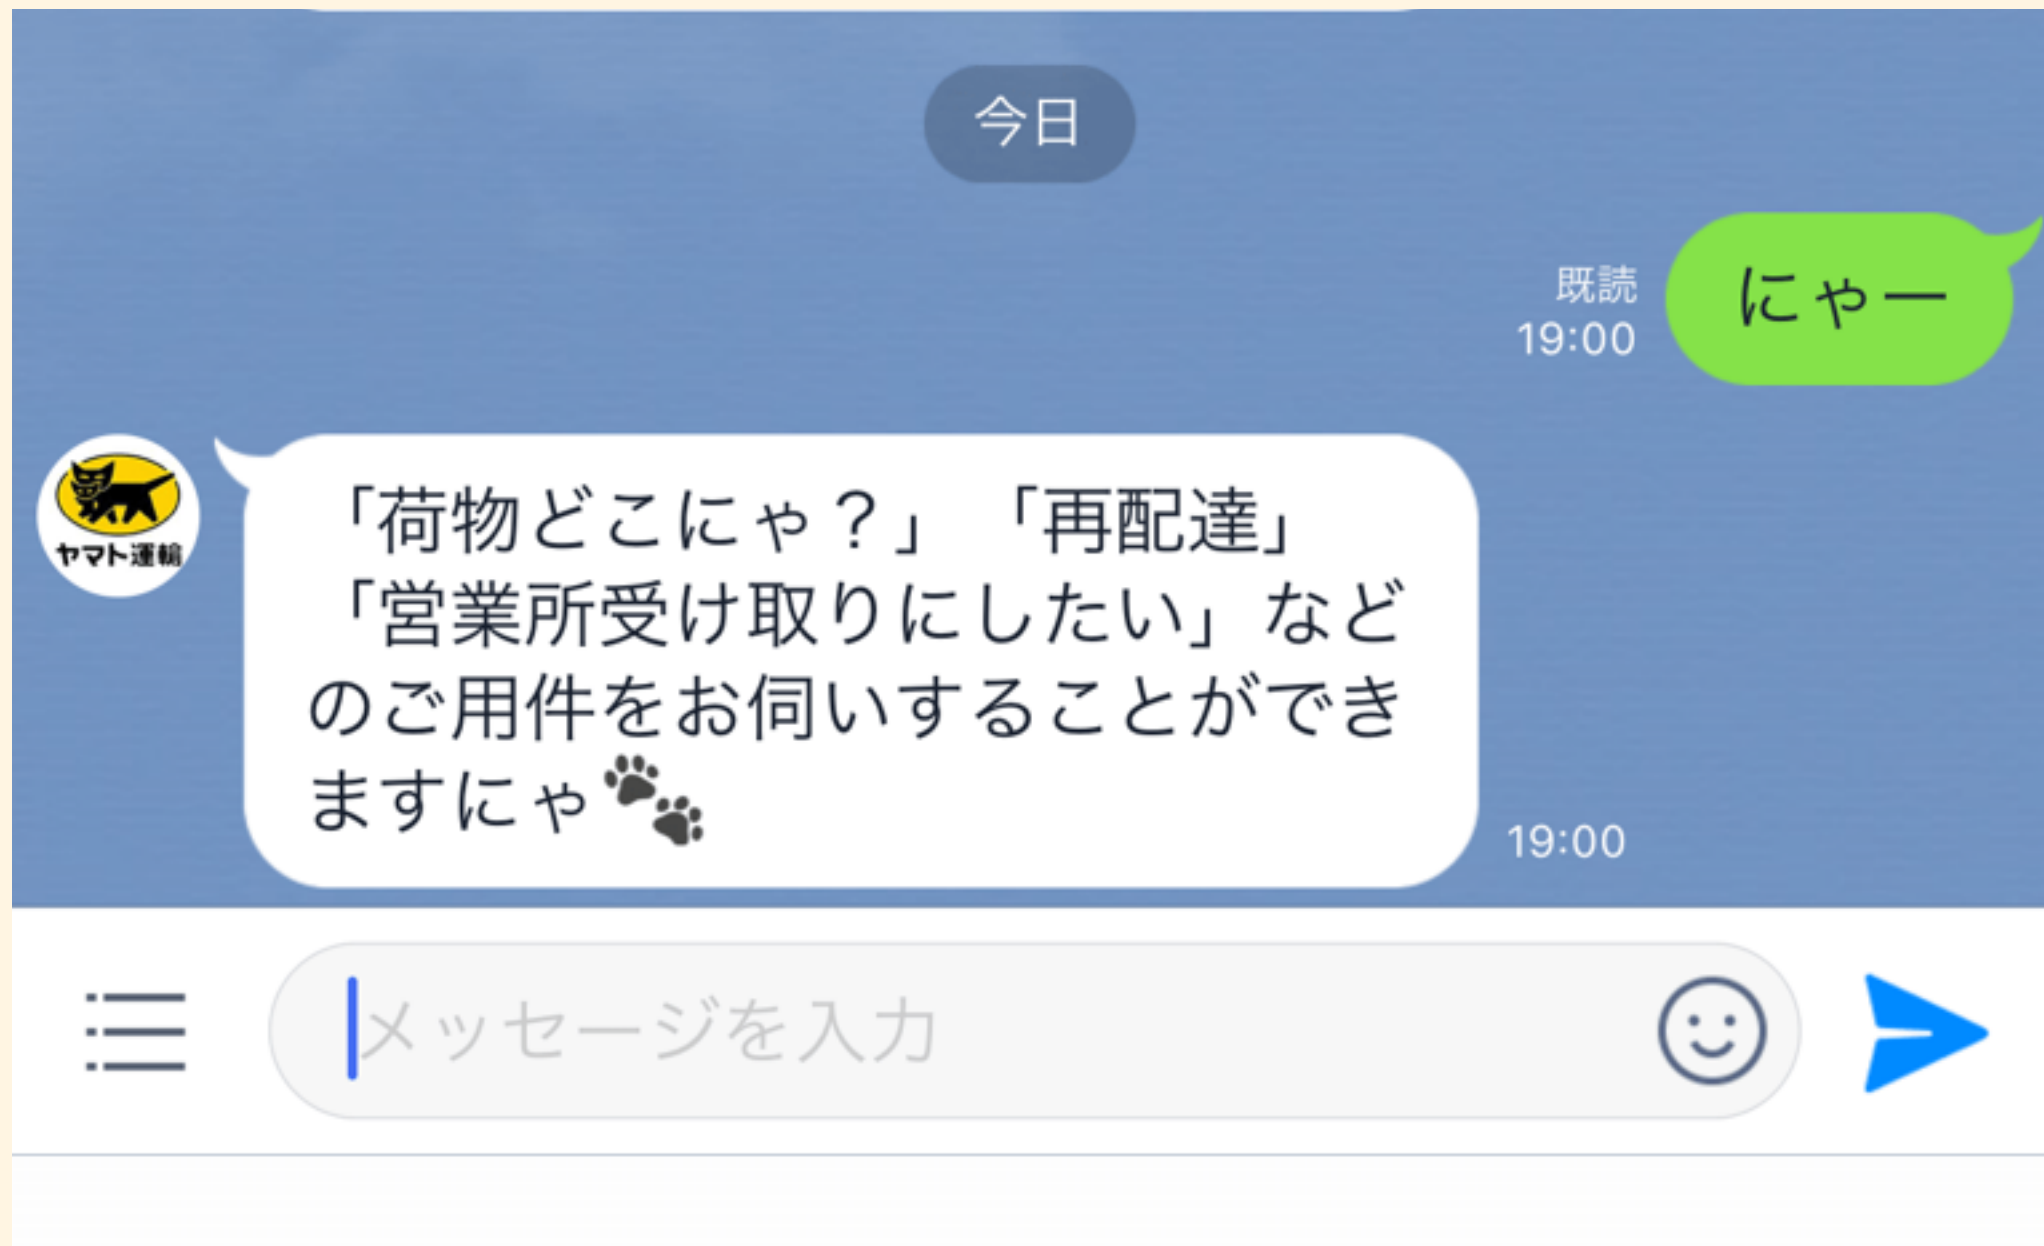 今日
にゃー
既読
19:00
ヤマト運輸
「荷物どこにゃ？」「再配達」
「営業所受け取りにしたい」など
のご用件をお伺いすることができ
ますにゃ🐾
19:00
メッセージを入力